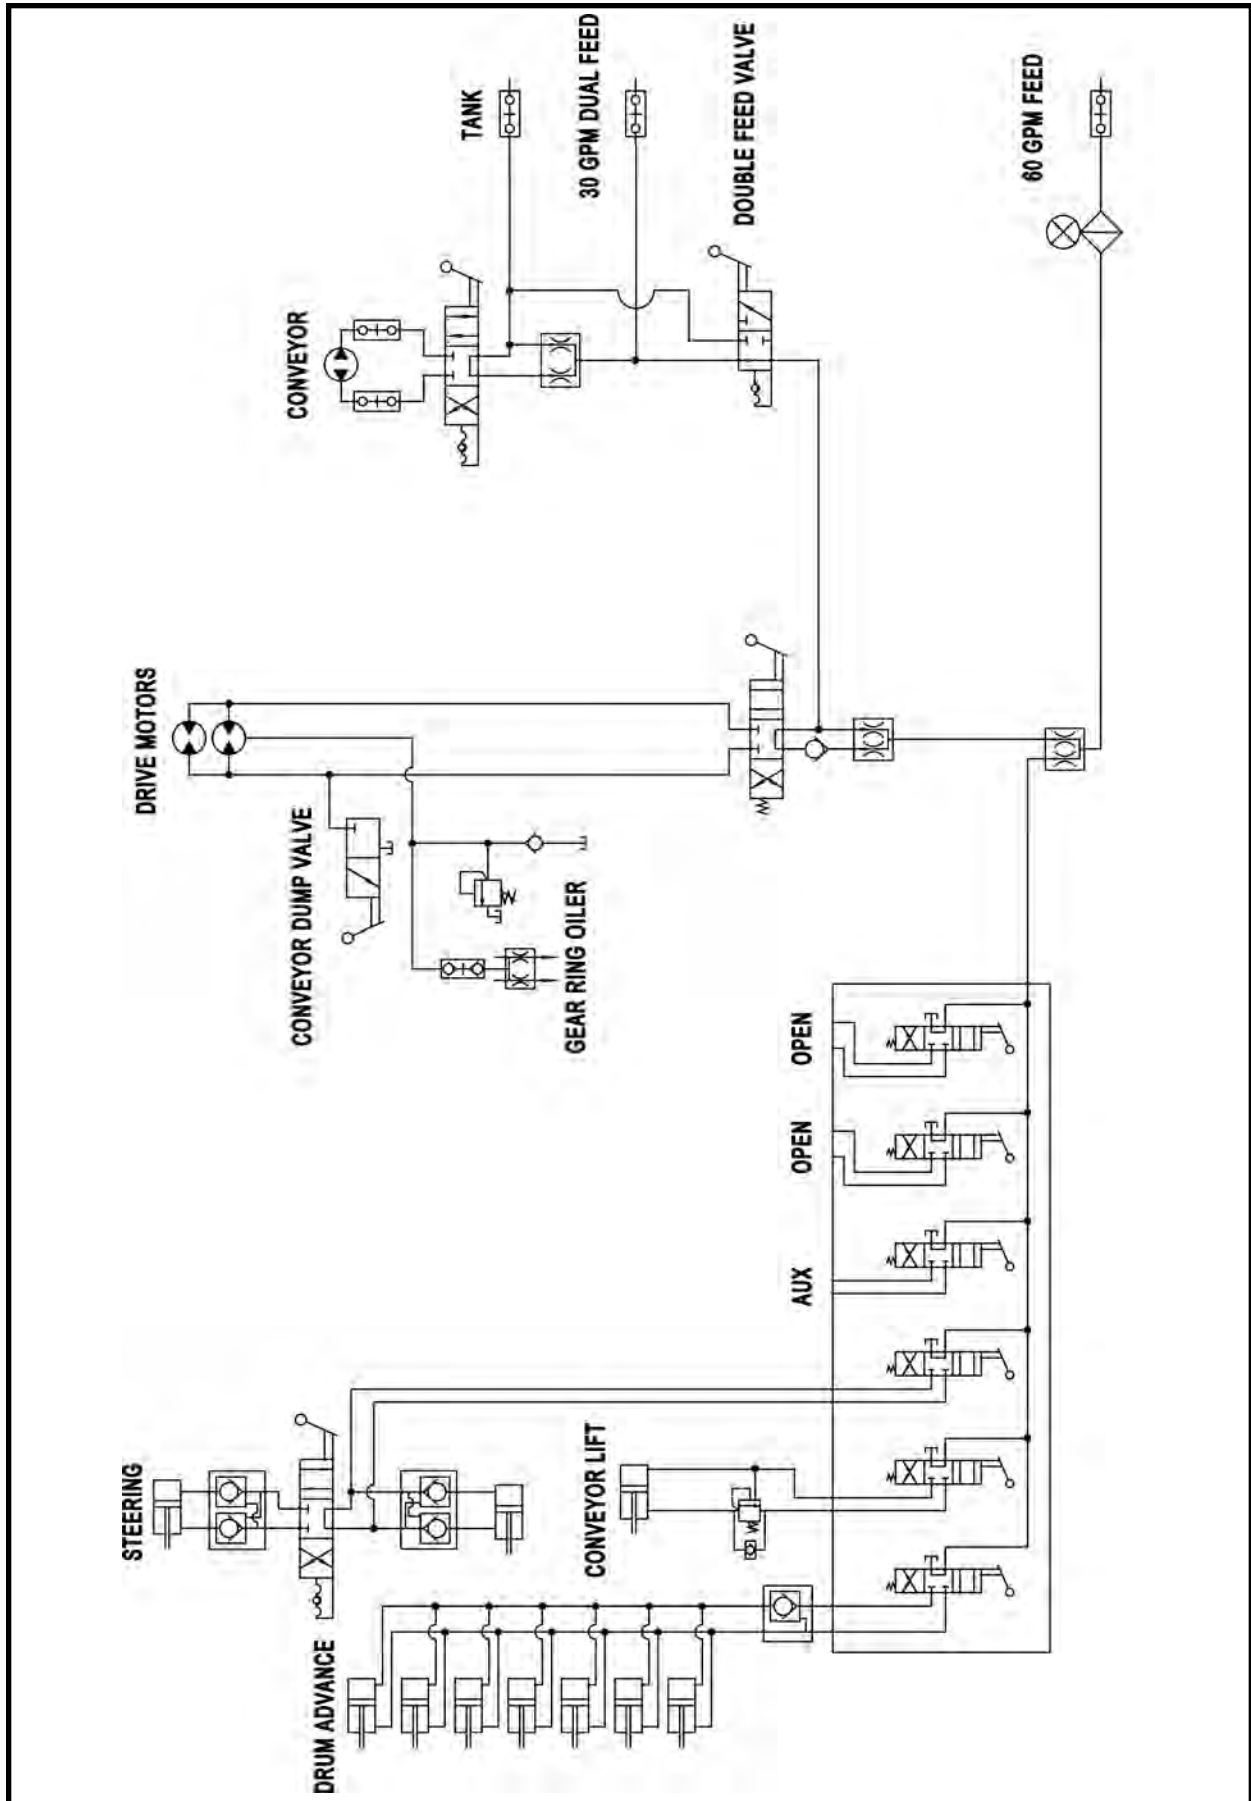 STEERING
DRUM ADVANCE
CONVEYOR LIFT
DRIVE MOTORS
CONVEYOR DUMP VALVE
GEAR RING OILER
AUX
OPEN
OPEN
CONVEYOR
TANK
30 GPM DUAL FEED
DOUBLE FEED VALVE
60 GPM FEED